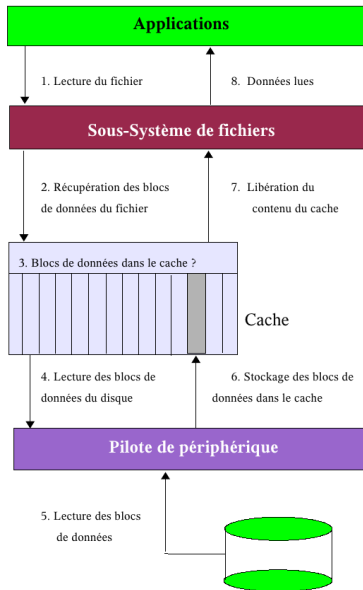 Applications
1. Lecture du fichier
8. Données lues
Sous-Système de fichiers
2. Récupération des blocs
de données du fichier
7. Libération du
contenu du cache
3. Blocs de données dans le cache ?
Cache
4. Lecture des blocs de
données du disque
6. Stockage des blocs de
données dans le cache
Pilote de périphérique
5. Lecture des blocs
de données